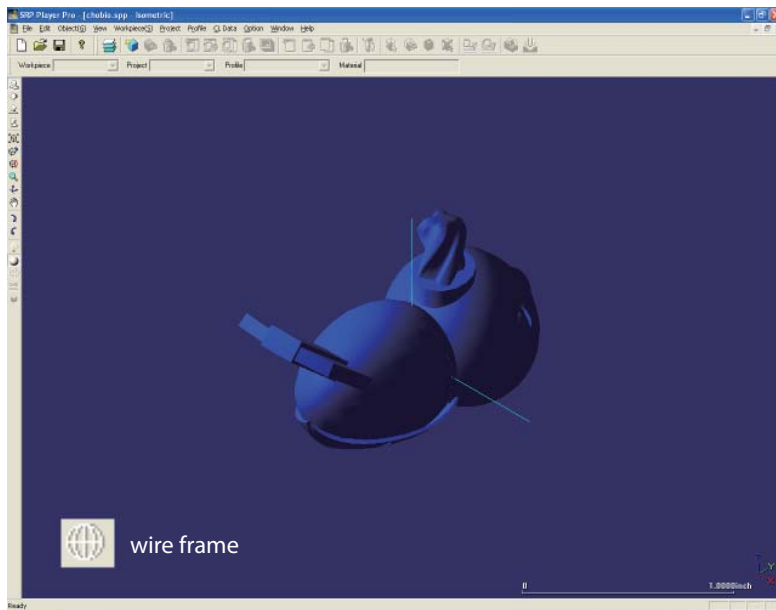 SRP Player Pro - [chobio.spp - Isometric]
File Edit Object(G) View Workpiece(S) Project Profile CL Data Option Window Help
Workpiece Project Profile Material
wire frame
0 1.0000inch
Y
X
Ready